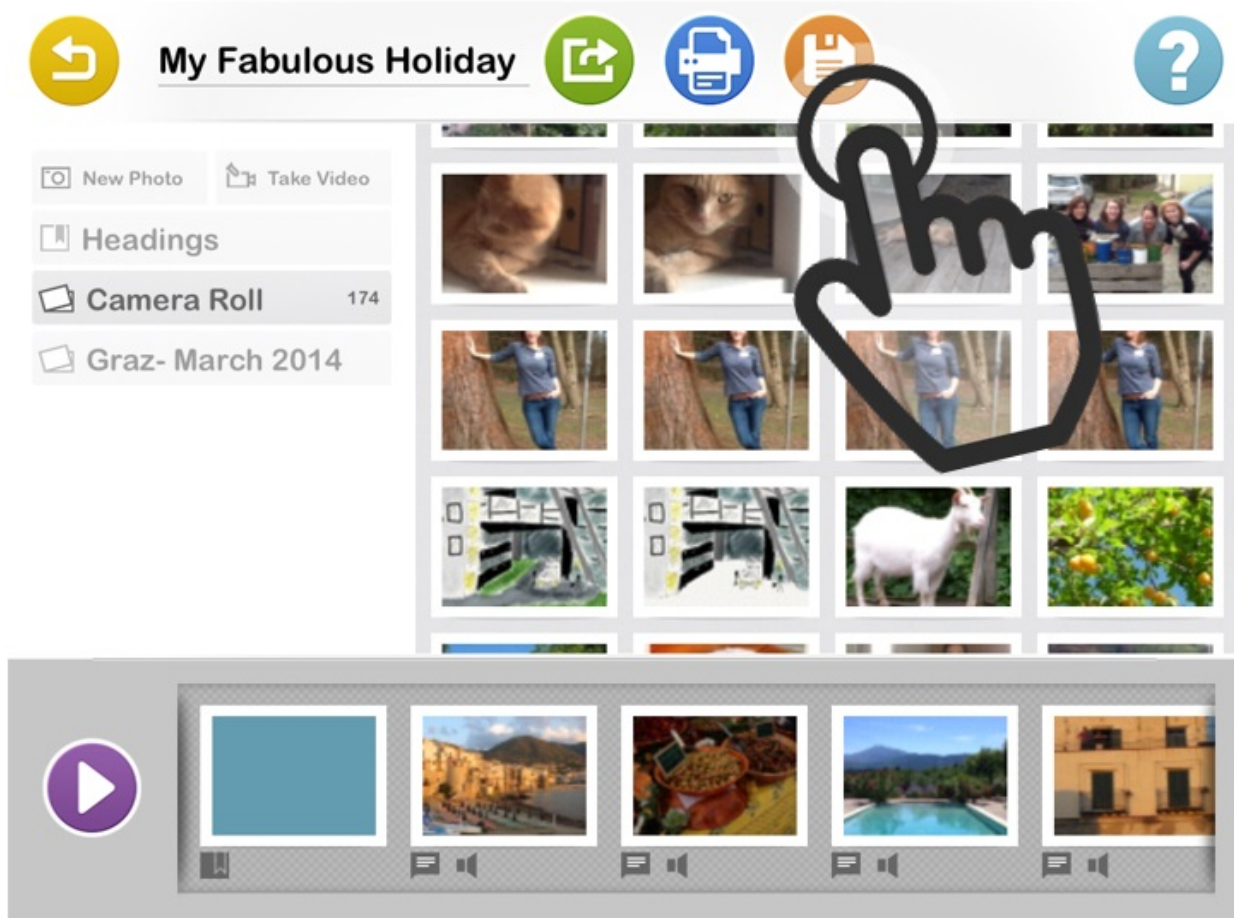 My Fabulous Holiday
?
New Photo
Take Video
Headings
Camera Roll 174
Graz- March 2014